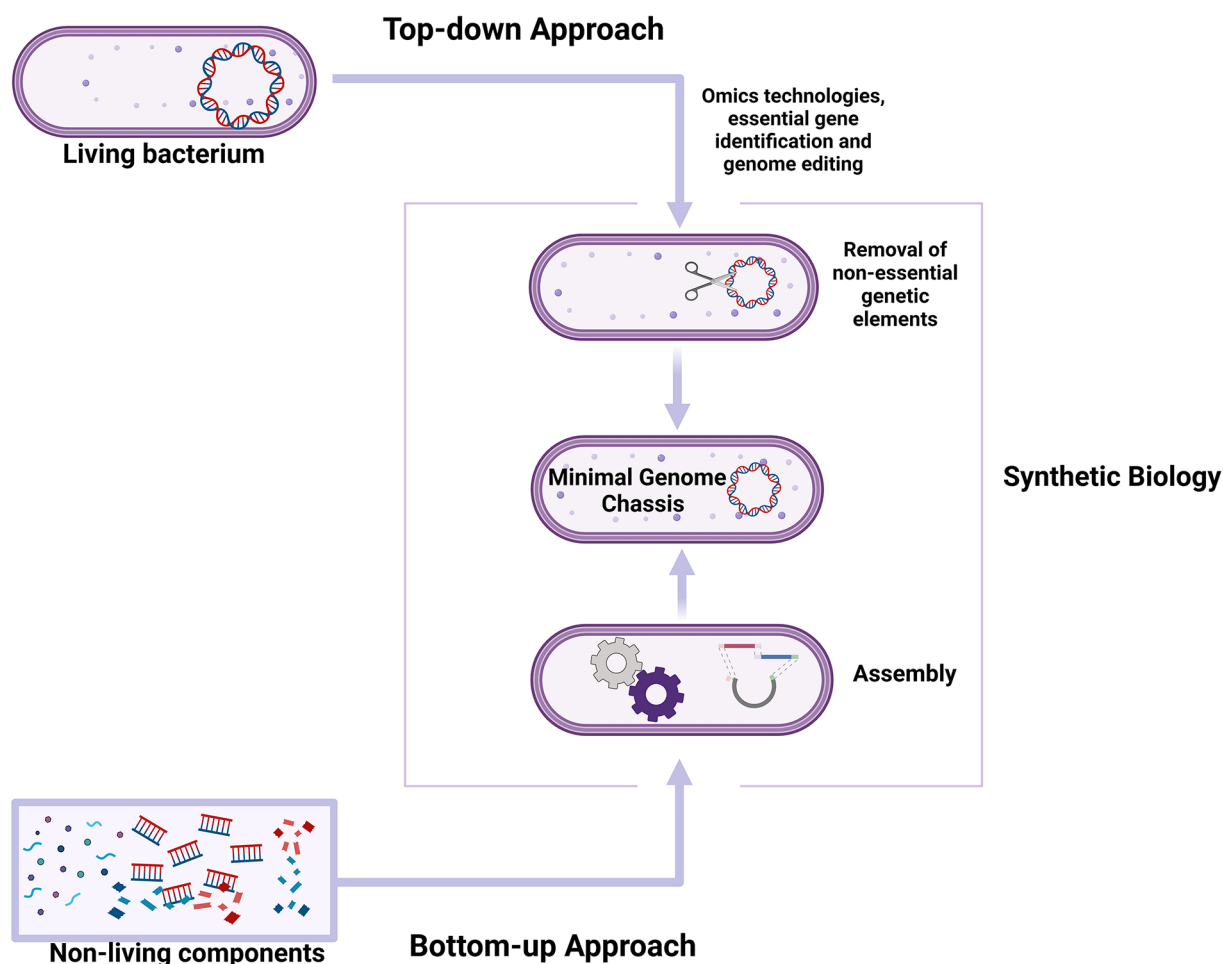 Top-down Approach
Living bacterium
Omics technologies,
essential gene
identification and
genome editing
Removal of
non-essential
genetic
elements
Minimal Genome
Chassis
Synthetic Biology
Assembly
Non-living components
Bottom-up Approach